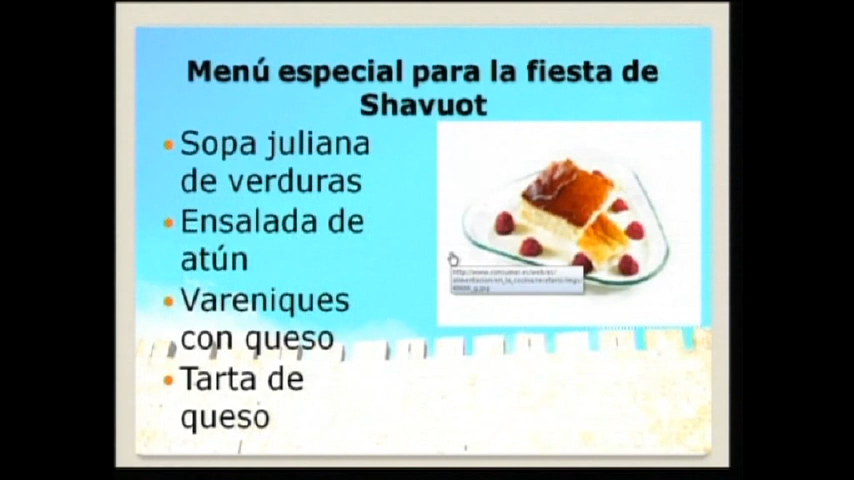 Menú especial para la fiesta de
Shavuot
Sopa juliana
de verduras
Ensalada de
atún
Vareniques
con queso
Tarta de
queso